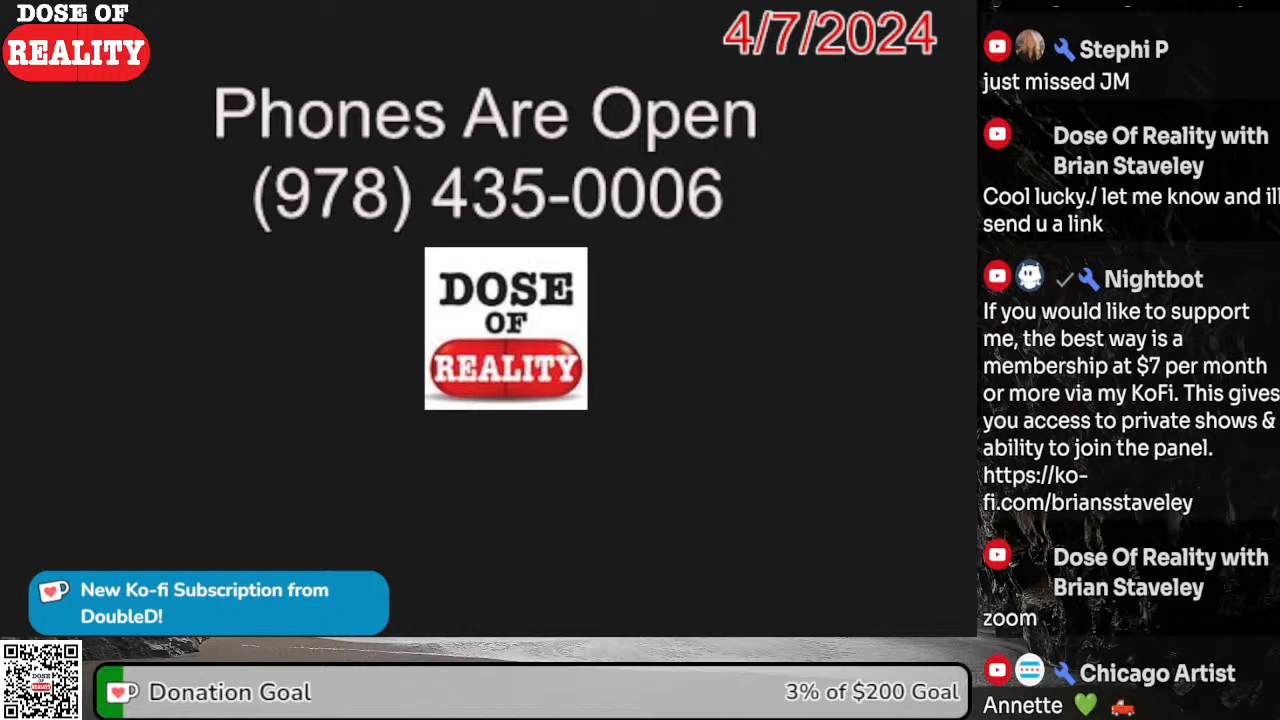 DOSE OF
REALITY
4/7/2024
Phones Are Open
(978) 435-0006
DOSE
OF
REALITY
New Ko-fi Subscription from
DoubleD!
Donation Goal
3% of $200 Goal
Stephi P
just missed JM
Dose Of Reality with
Brian Staveley
Cool lucky./ let me know and ill
send u a link
Nightbot
If you would like to support
me, the best way is a
membership at $7 per month
or more via my KoFi. This gives
you access to private shows &
ability to join the panel.
https://ko-
fi.com/briansstaveley
Dose Of Reality with
Brian Staveley
zoom
Chicago Artist
Annette 💚 🛻